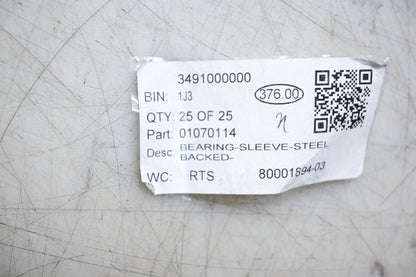 3491000000
BIN: 1J3 376.00
QTY: 25 OF 25 n
Part: 01070114
Desc: BEARING-SLEEVE-STEEL
BACKED-
WC: RTS 80001894-03